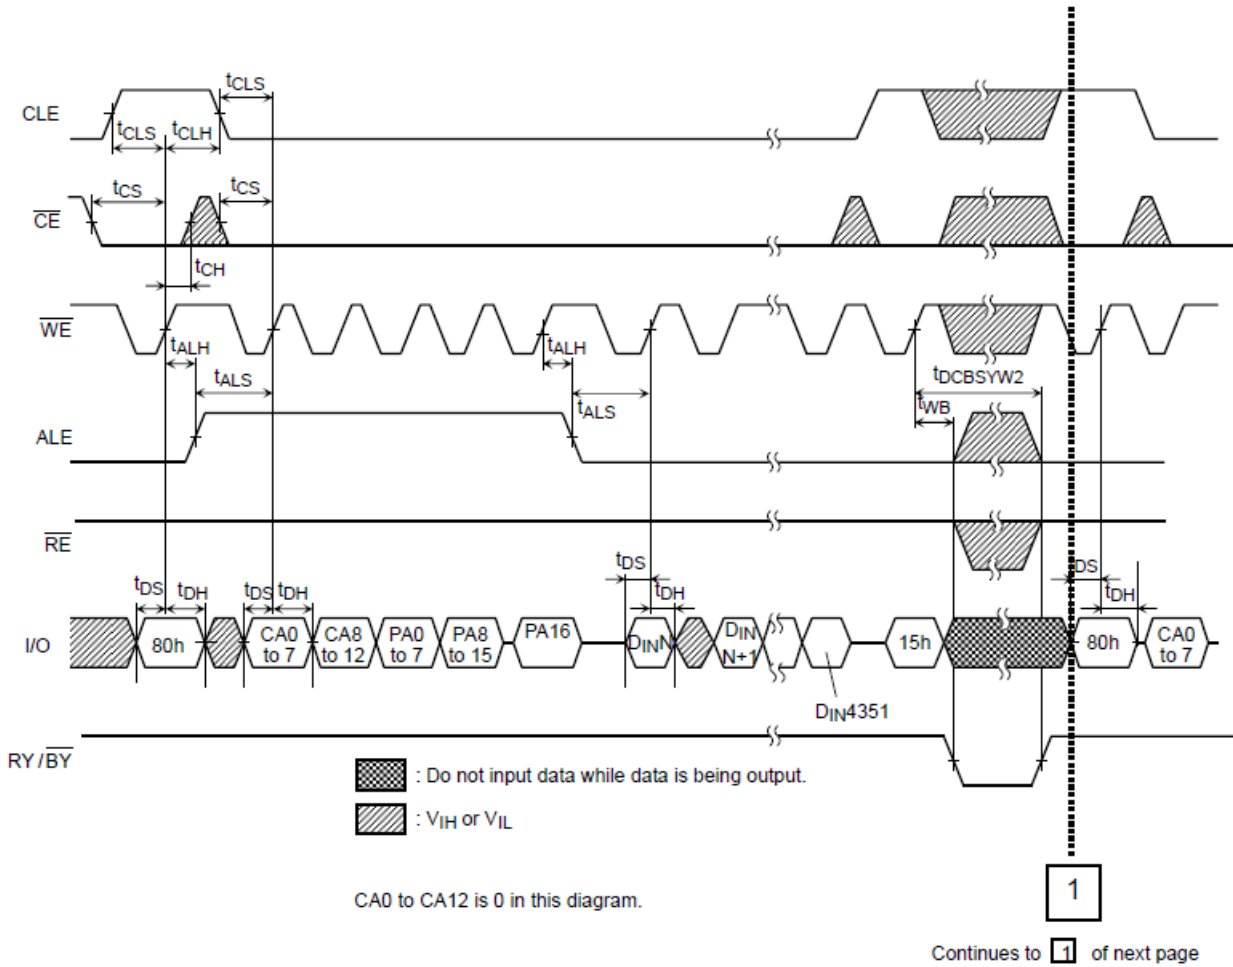 tCLS
CLE
tCLS tCLH
tCS tCS
CE
tCH
WE
tALH tALH
tALS tDCBSYW2
tALS tWB
ALE
RE
tDS DS
tDS tDH tDS tDH tDH tDH
I/O 80h CA0 to 7 CA8 to 12 PA0 to 7 PA8 to 15 PA16 DINN DIN N+1 15h 80h CA0 to 7
DIN4351
RY/BY
: Do not input data while data is being output.
: VIH or VIL
1
CA0 to CA12 is 0 in this diagram.
Continues to 1 of next page